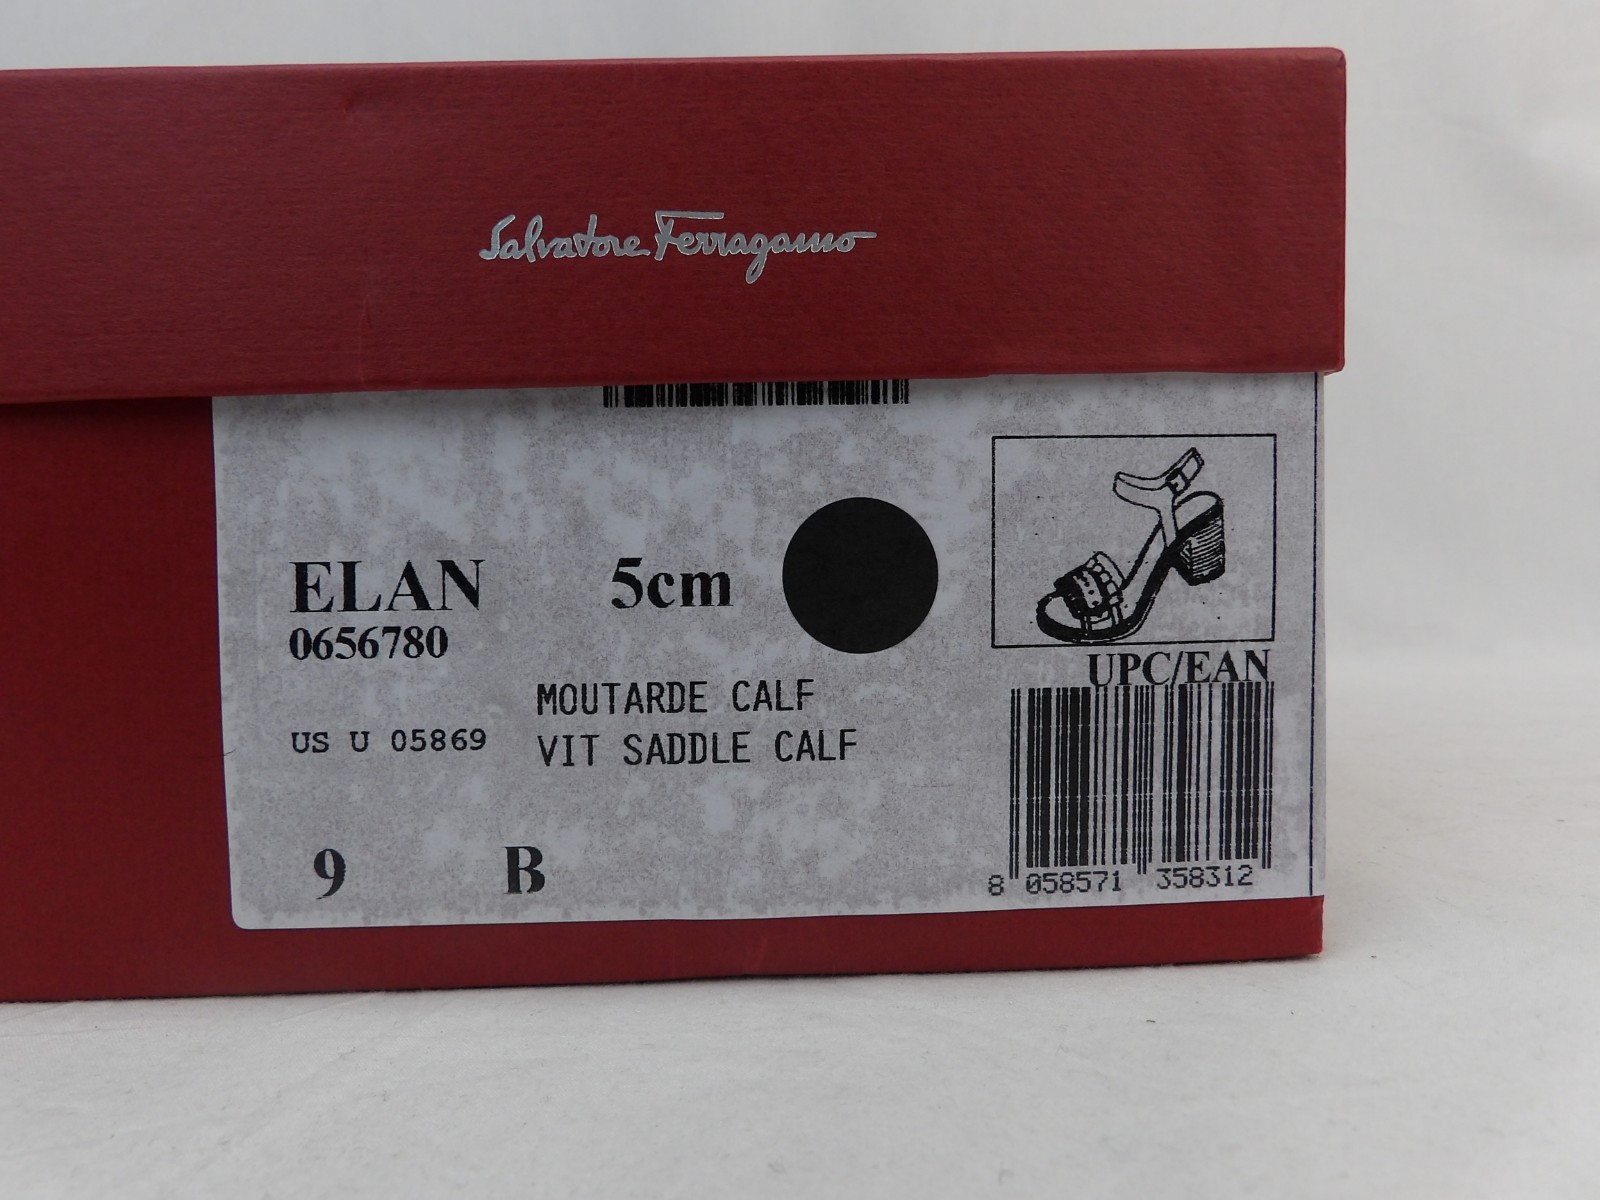 Salvatore Ferragamo
ELAN 5cm
0656780
UPC/EAN
MOUTARDE CALF
US U 05869 VIT SADDLE CALF
9 B
8 058571 358312